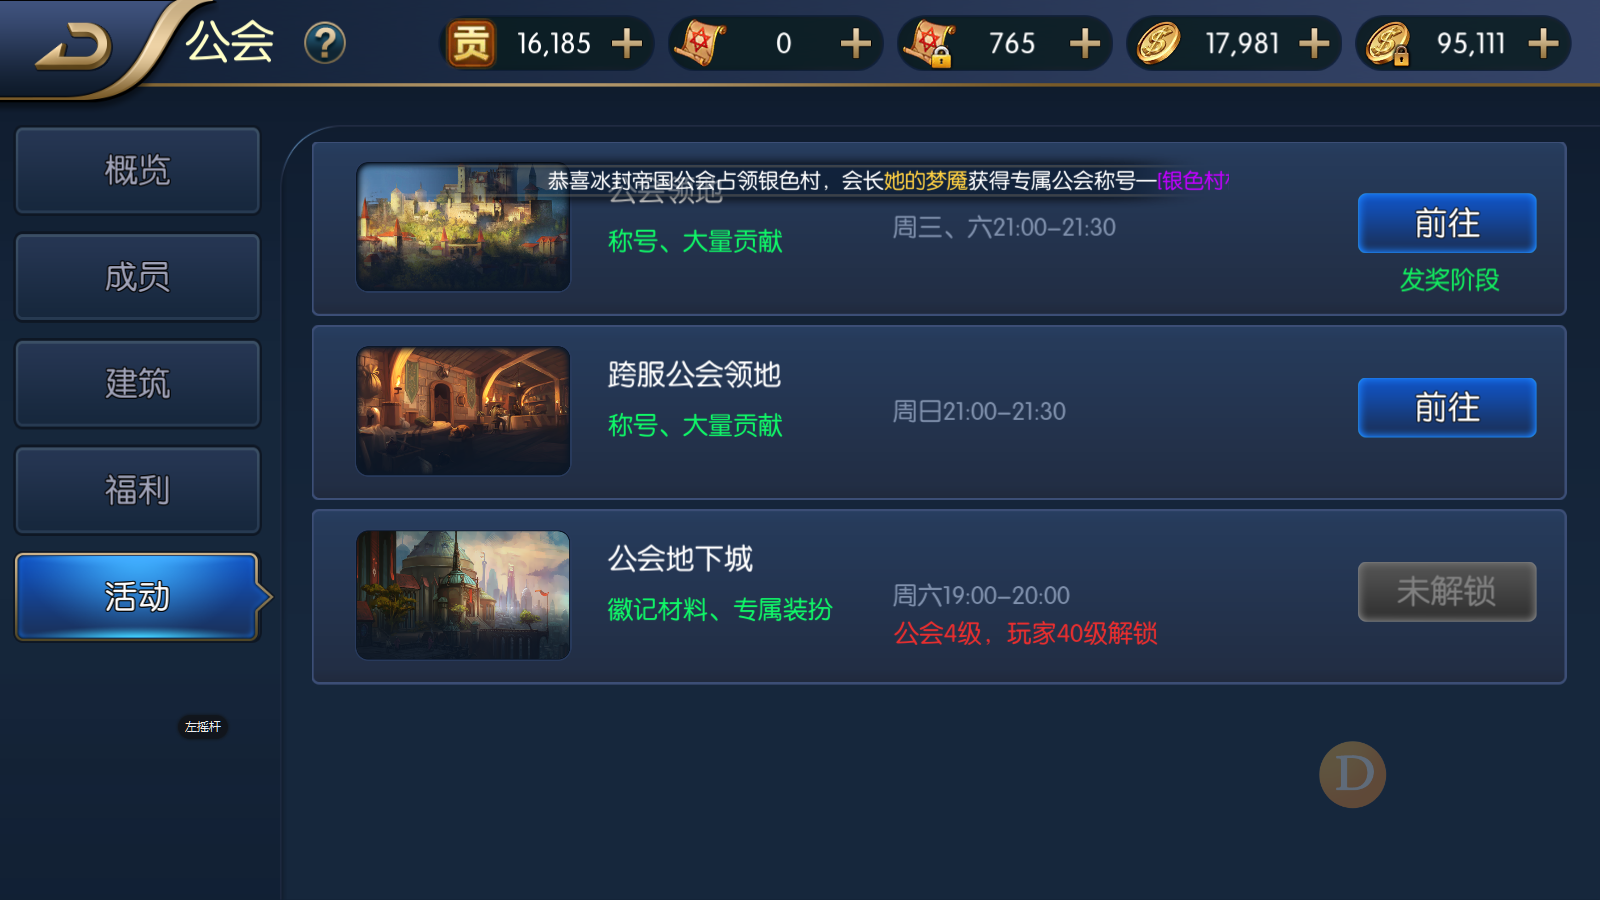 公会
?
贡
16,185
0
765
17,981
95,111
概览
成员
建筑
福利
活动
左摇杆
恭喜冰封帝国公会占领银色村，会长她的梦魔获得专属公会称号—[银色村
公会领地
称号、大量贡献
周三、六21:00-21:30
前往
发奖阶段
跨服公会领地
称号、大量贡献
周日21:00-21:30
前往
公会地下城
徽记材料、专属装扮
周六19:00-20:00
公会4级，玩家40级解锁
未解锁
D